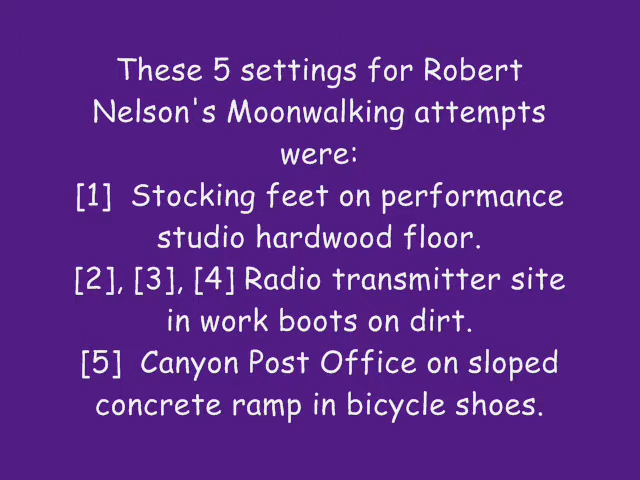 These 5 settings for Robert
Nelson's Moonwalking attempts
were:
[1]  Stocking feet on performance
studio hardwood floor.
[2], [3], [4] Radio transmitter site
in work boots on dirt.
[5]  Canyon Post Office on sloped
concrete ramp in bicycle shoes.